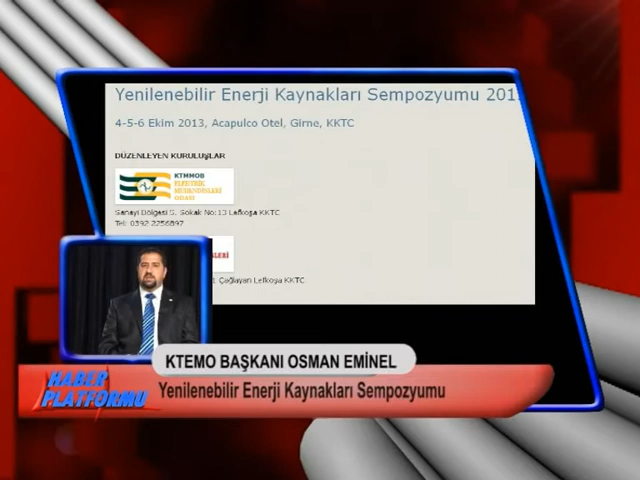 Yenilenebilir Enerji Kaynakları Sempozyumu 201
4-5-6 Ekim 2013, Acapulco Otel, Girne, KKTC
DÜZENLEYEN KURULUŞLAR
KTMMOB
ELEKTRİK
MÜHENDİSLERİ
ODASI
Sanayi Bölgesi 5. Sokak No:13 Lefkoşa KKTC
Tel: 0392 2256897
LERİ
Çağlayan Lefkoşa KKTC
KTEMO BAŞKANI OSMAN EMİNEL
HABER
PLATFORMU
Yenilenebilir Enerji Kaynakları Sempozyumu